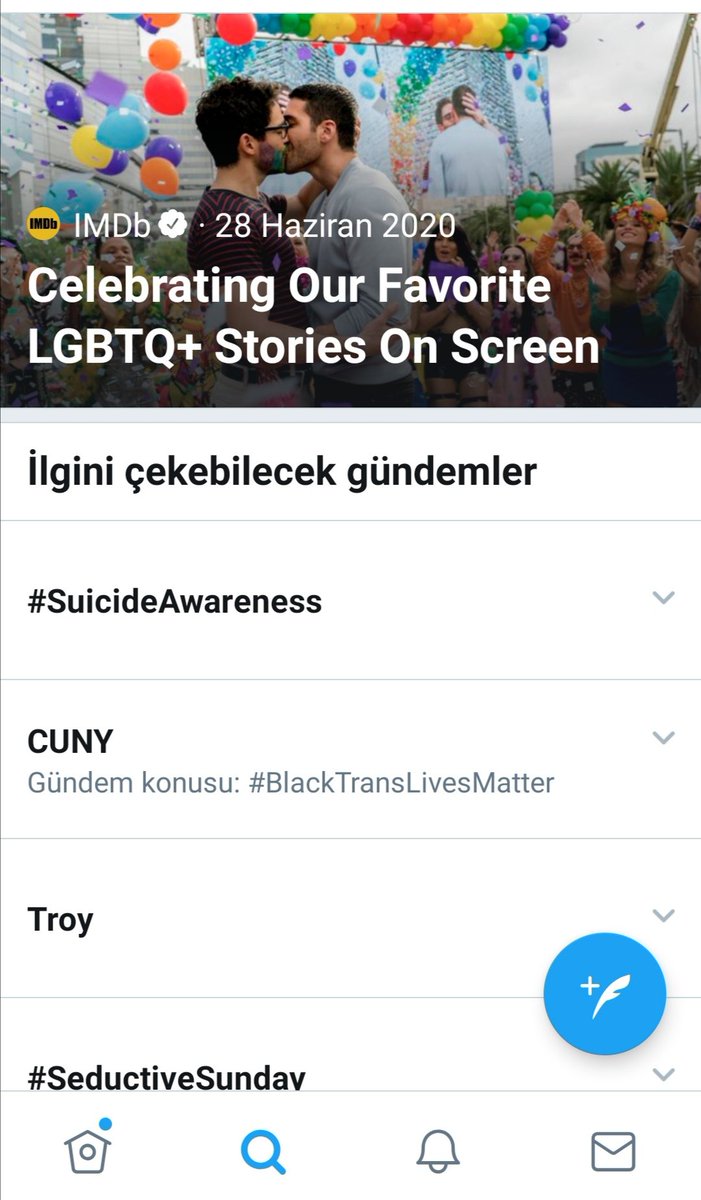 IMDb IMDb · 28 Haziran 2020
Celebrating Our Favorite
LGBTQ+ Stories On Screen
İlgini çekebilecek gündemler
#SuicideAwareness
CUNY
Gündem konusu: #BlackTransLivesMatter
Troy
#SeductiveSunday